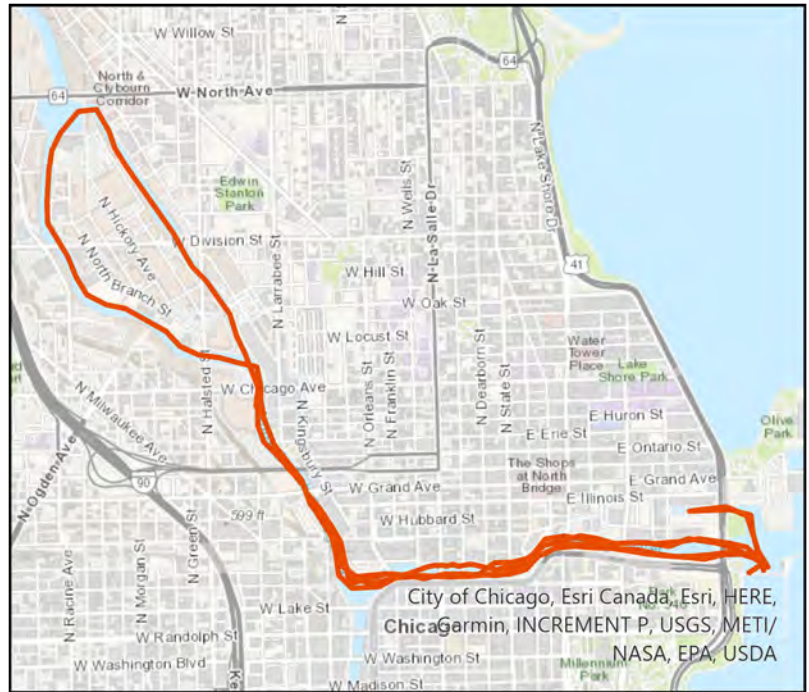 W Willow St
N
North &
Clybourn
Corridor
64
W North Ave
64
N Lake Shore Dr
N Wells St
N La Salle Dr
Edwin
Stanton
Park
N Hickory Ave
W Division St
N North Branch St
N Larrabee St
W Hill St
41
W Oak St
W Locust St
Water
Tower
Place
Lake
Shore Park
N Halsted St
W Chicago Ave
N Orleans St
N Franklin St
N Dearborn St
N State St
N Milwaukee Ave
N Kingsbury St
E Huron St
E Erie St
E Ontario St
Olive
Park
N Ogden Ave
90
The Shops
at North
Bridge
E Grand Ave
W Grand Ave
E Illinois St
599 ft
W Hubbard St
N Racine Ave
N Morgan St
N Green St
W Lake St
W Randolph St
W Washington Blvd
Ke
Chicago
W Washington St
W Madison St
Millennium
Park
City of Chicago, Esri Canada, Esri, HERE,
Garmin, INCREMENT P, USGS, METI/
NASA, EPA, USDA